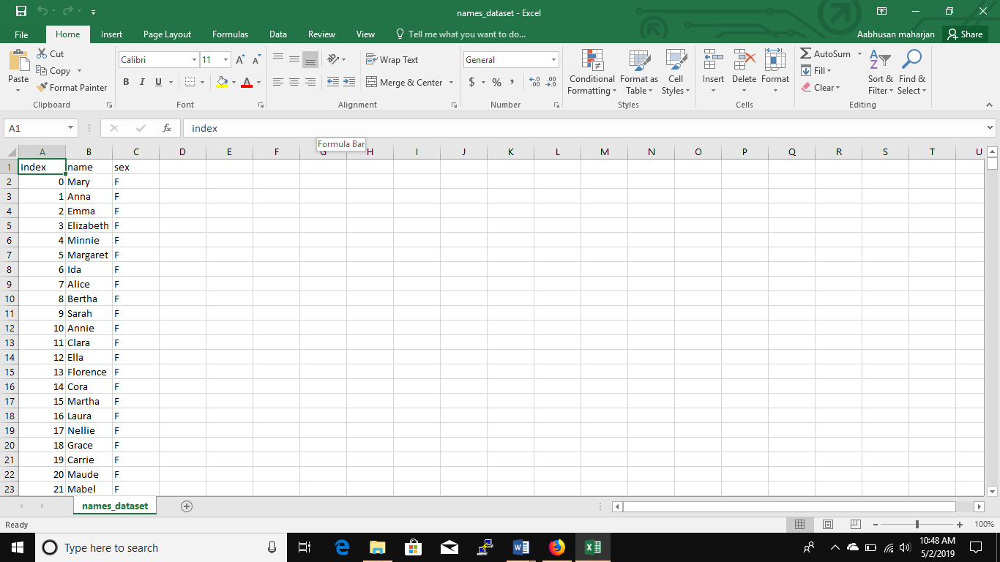 names_dataset - Excel
File Home Insert Page Layout Formulas Data Review View Tell me what you want to do... Aabhusan maharjan Share
Paste
Cut
Copy
Format Painter
Clipboard
Calibri 11
B I U A
Font
Wrap Text
Merge & Center
Alignment
General
$ % ,
Number
Conditional Formatting
Format as Table
Cell Styles
Styles
Insert Delete Format
Cells
AutoSum
Fill
Clear
Sort & Filter
Find & Select
Editing
A1 fx index
Formula Bar
A B C D E F G H I J K L M N O P Q R S T U
1 index name sex
2 0 Mary F
3 1 Anna F
4 2 Emma F
5 3 Elizabeth F
6 4 Minnie F
7 5 Margaret F
8 6 Ida F
9 7 Alice F
10 8 Bertha F
11 9 Sarah F
12 10 Annie F
13 11 Clara F
14 12 Ella F
15 13 Florence F
16 14 Cora F
17 15 Martha F
18 16 Laura F
19 17 Nellie F
20 18 Grace F
21 19 Carrie F
22 20 Maude F
23 21 Mabel F
names_dataset
Ready 100%
Type here to search
10:48 AM
5/2/2019